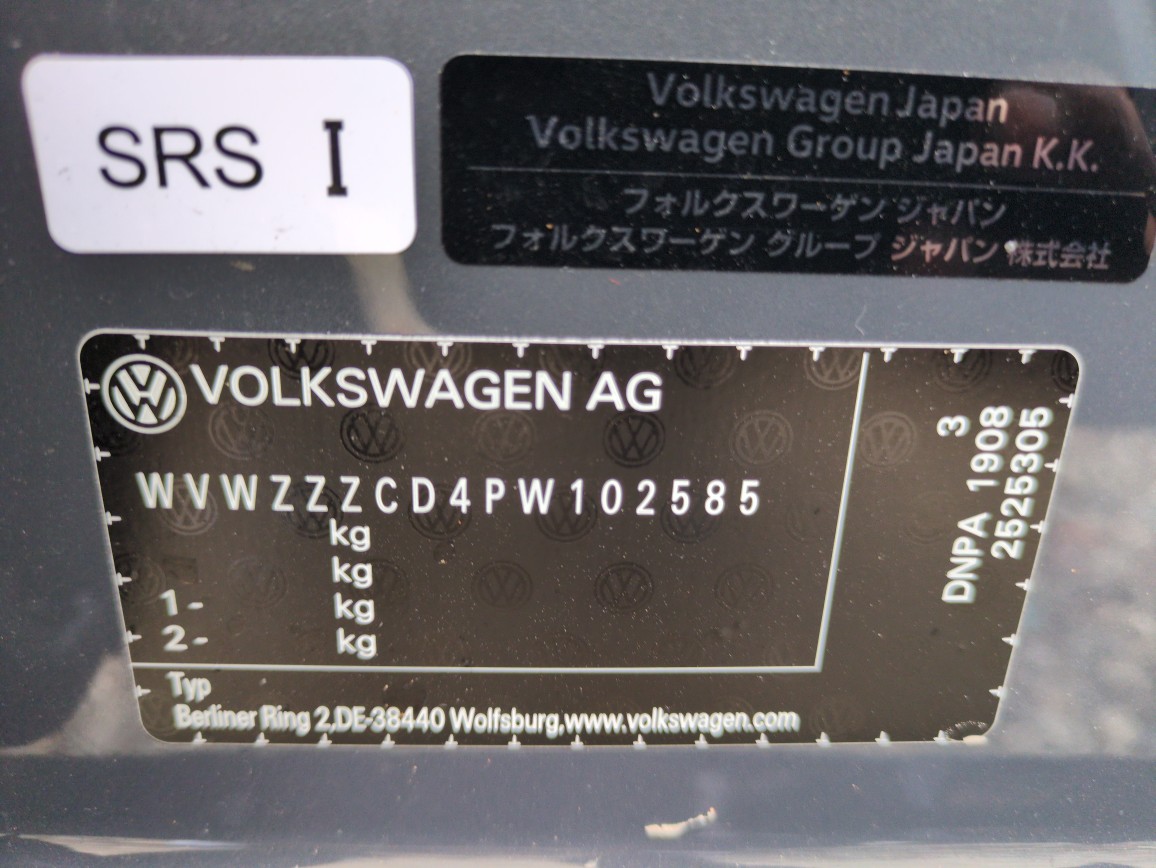 SRS I
Volkswagen Japan
Volkswagen Group Japan K.K.
フォルクスワーゲン ジャパン
フォルクスワーゲン グループ ジャパン 株式会社
VOLKSWAGEN AG
WVWZZZCD4PW102585
kg
kg
1- kg
2- kg
Typ
Berliner Ring 2,DE-38440 Wolfsburg,www.volkswagen.com
3
DNPA 1908
2525305